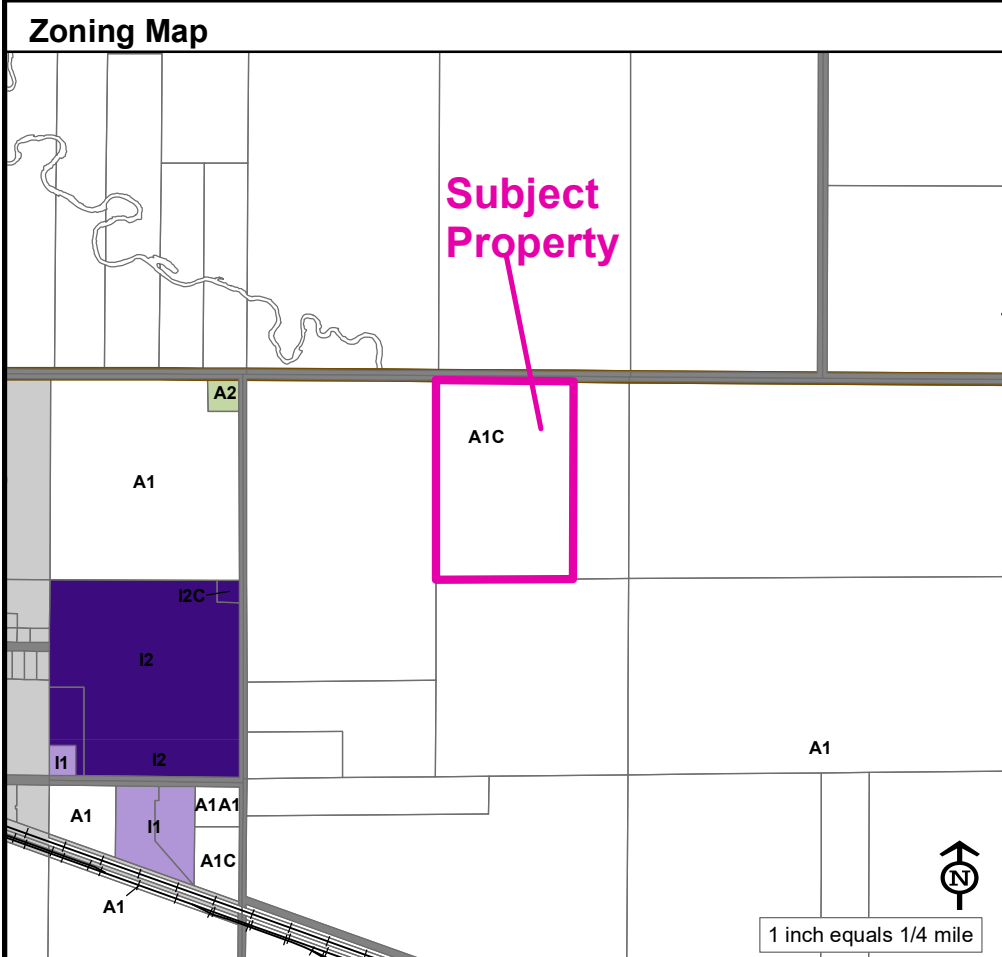 Zoning Map
Subject
Property
A2
A1C
A1
I2C
I2
A1
I1
I2
A1
I1
A1A1
A1C
A1
N
1 inch equals 1/4 mile